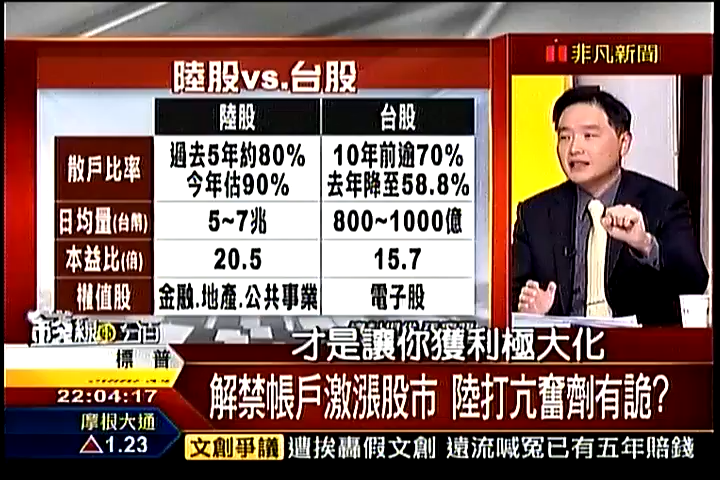 非凡新聞
陸股vs.台股
陸股 台股
散戶比率 過去5年約80% 今年估90% 10年前逾70% 去年降至58.8%
日均量(台幣) 5~7兆 800~1000億
本益比(倍) 20.5 15.7
權值股 金融.地產.公共事業 電子股
標普
才是讓你獲利極大化
解禁帳戶激漲股市 陸打亢奮劑有詭?
22:04:17
摩根大通
△1.23
文創爭議 遭挨轟假文創 遠流喊冤已有五年賠錢